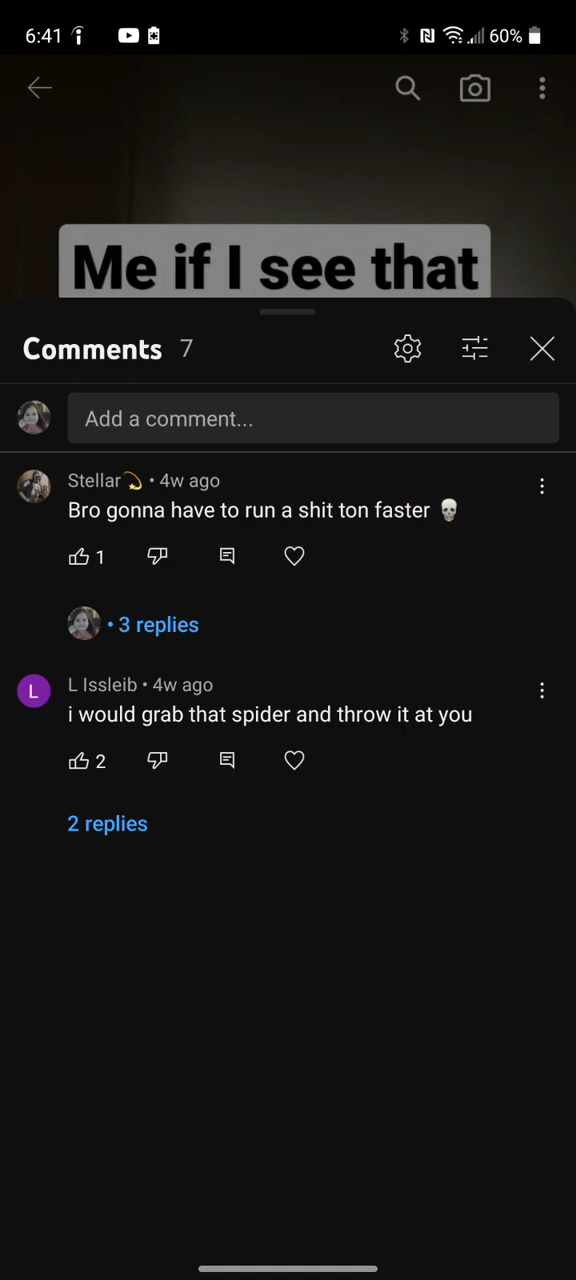 6:41 60%
Me if I see that
Comments 7
Add a comment...
Stellar💫 • 4w ago
Bro gonna have to run a shit ton faster 💀
1
• 3 replies
L
L Issleib • 4w ago
i would grab that spider and throw it at you
2
2 replies